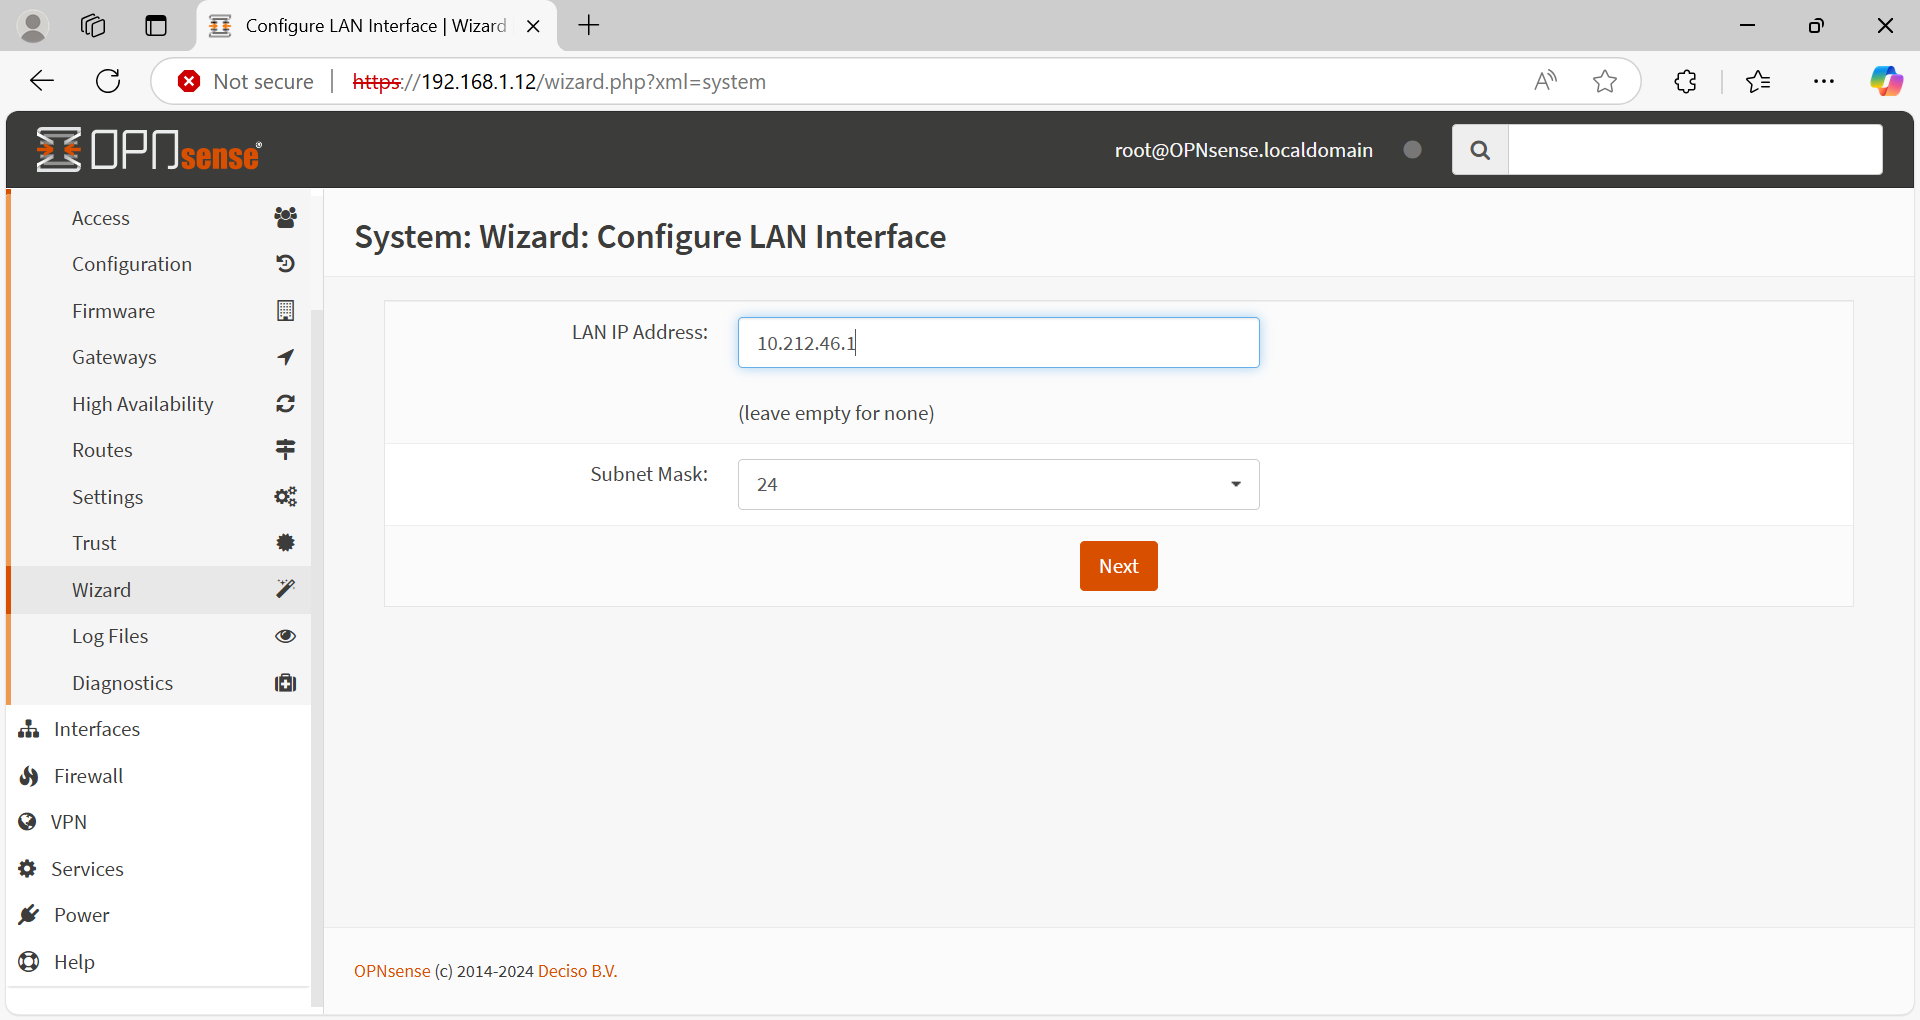 Configure LAN Interface | Wizard
Not secure
https://192.168.1.12/wizard.php?xml=system
OPNsense®
root@OPNsense.localdomain
Access
Configuration
Firmware
Gateways
High Availability
Routes
Settings
Trust
Wizard
Log Files
Diagnostics
Interfaces
Firewall
VPN
Services
Power
Help
System: Wizard: Configure LAN Interface
LAN IP Address:
10.212.46.1
(leave empty for none)
Subnet Mask:
24
Next
OPNsense (c) 2014-2024 Deciso B.V.